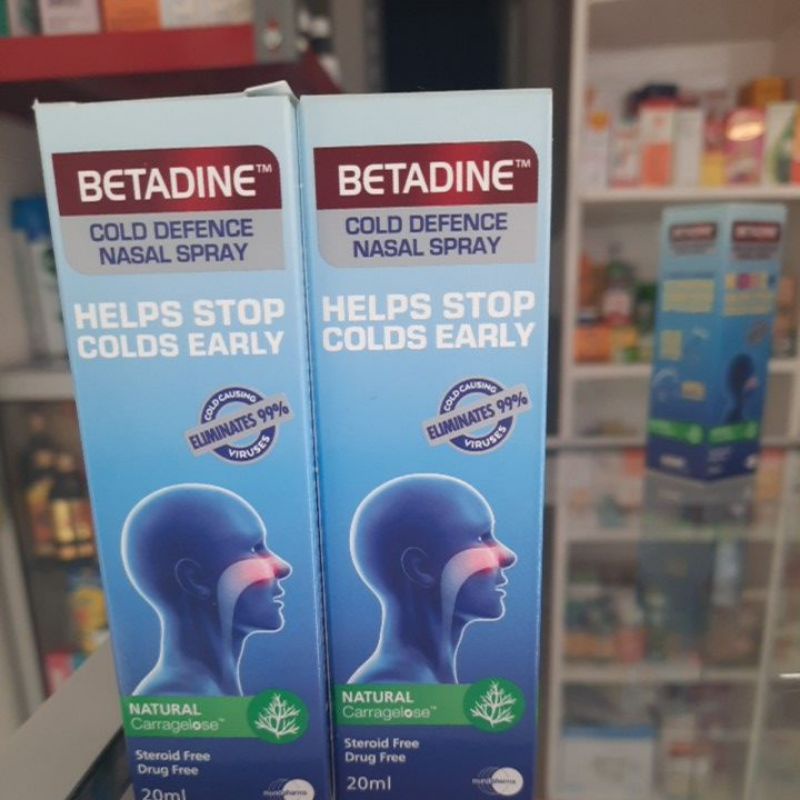 BETADINE™
COLD DEFENCE
NASAL SPRAY
HELPS STOP
COLDS EARLY
COLD CAUSING
ELIMINATES 99%
VIRUSES
NATURAL
Carragelose™
Steroid Free
Drug Free
20ml
mundipharma
BETADINE™
COLD DEFENCE
NASAL SPRAY
HELPS STOP
COLDS EARLY
COLD CAUSING
ELIMINATES 99%
VIRUSES
NATURAL
Carragelose™
Steroid Free
Drug Free
20ml
mundipharma